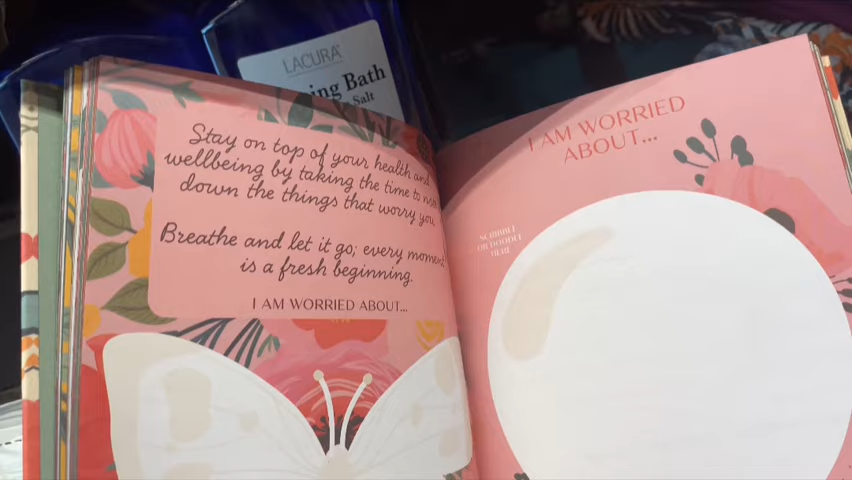 LACURA
ing Bath
Salt
Stay on top of your health and
wellbeing by taking the time to
down the things that worry you.
Breathe and let it go; every moment
is a fresh beginning.
I AM WORRIED ABOUT...
I AM WORRIED
ABOUT...
SCRIBBLE
OR DOODLE
HERE